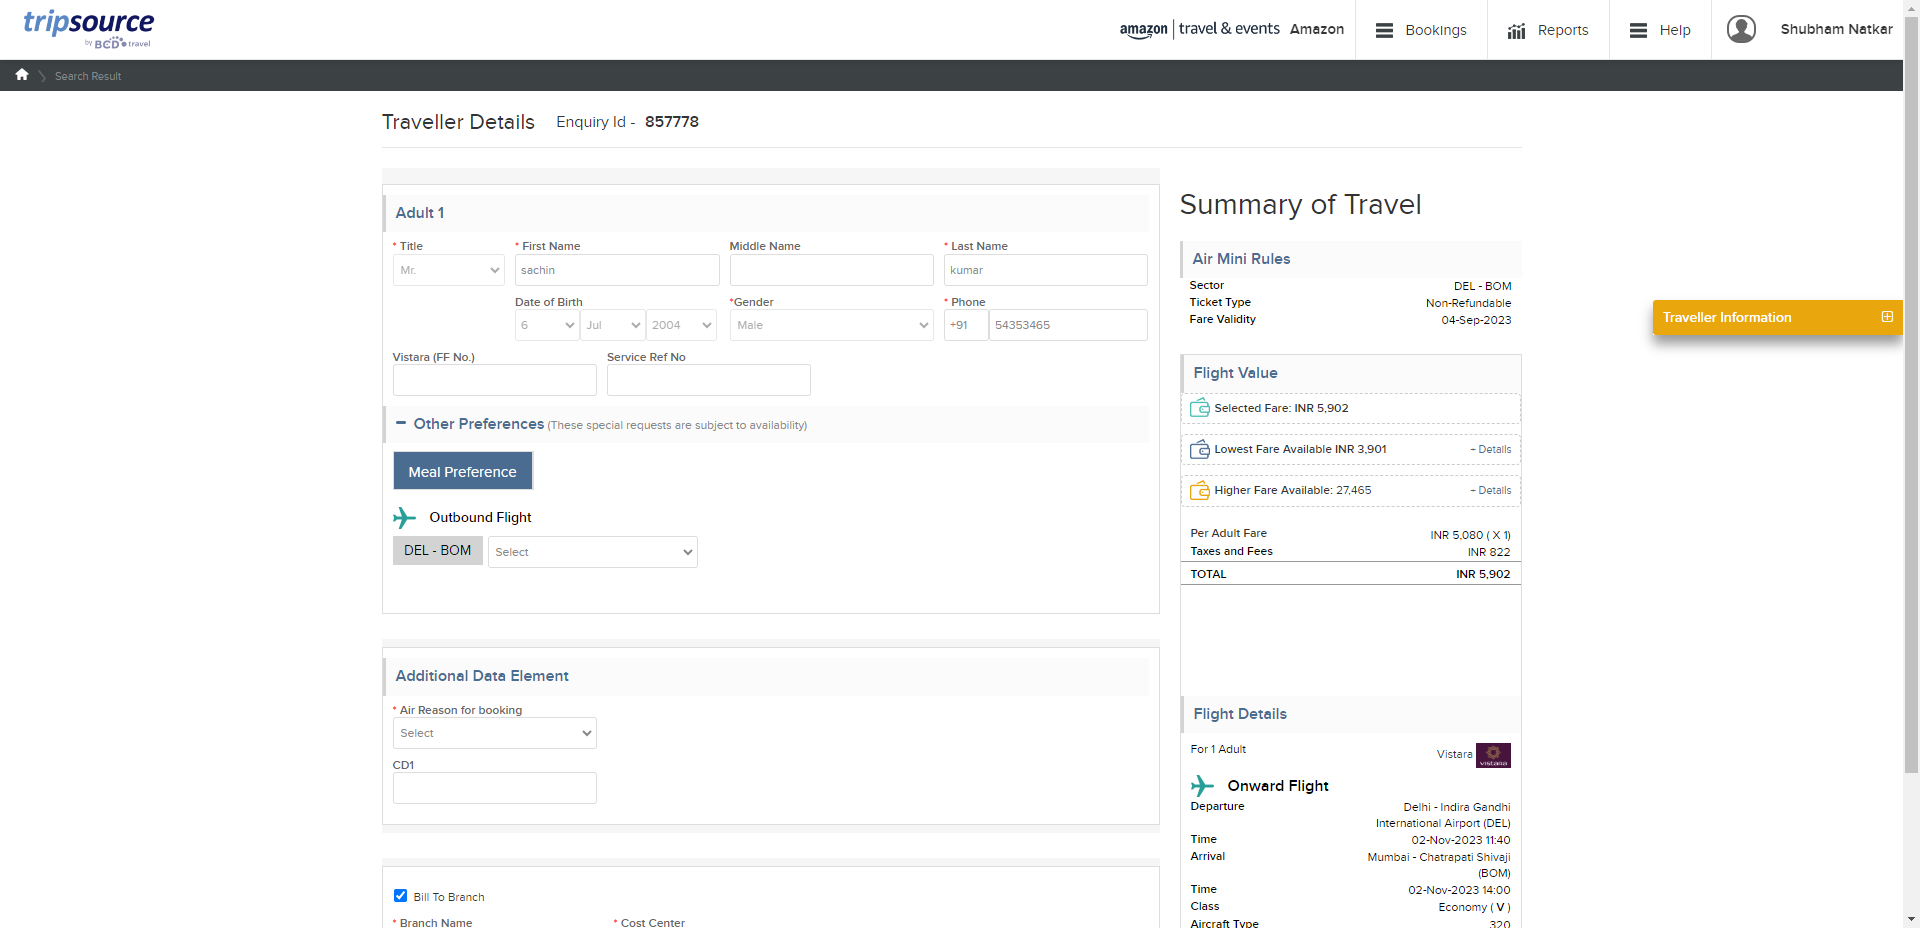 tripsource
by BCD travel
amazon | travel & events Amazon
Bookings
Reports
Help
Shubham Natkar
Search Result
Traveller Details Enquiry Id - 857778
Adult 1
* Title * First Name Middle Name * Last Name
Mr. sachin kumar
Date of Birth *Gender * Phone
6 Jul 2004 Male +91 54353465
Vistara (FF No.) Service Ref No
− Other Preferences (These special requests are subject to availability)
Meal Preference
Outbound Flight
DEL - BOM Select
Additional Data Element
* Air Reason for booking
Select
CD1
Bill To Branch
* Branch Name * Cost Center
Summary of Travel
Air Mini Rules
Sector DEL - BOM
Ticket Type Non-Refundable
Fare Validity 04-Sep-2023
Flight Value
Selected Fare: INR 5,902
Lowest Fare Available INR 3,901 + Details
Higher Fare Available: 27,465 + Details
Per Adult Fare INR 5,080 ( X 1)
Taxes and Fees INR 822
TOTAL INR 5,902
Flight Details
For 1 Adult Vistara VISTARA
Onward Flight
Departure Delhi - Indira Gandhi
International Airport (DEL)
Time 02-Nov-2023 11:40
Arrival Mumbai - Chatrapati Shivaji
(BOM)
Time 02-Nov-2023 14:00
Class Economy ( V )
Aircraft Type 320
Traveller Information